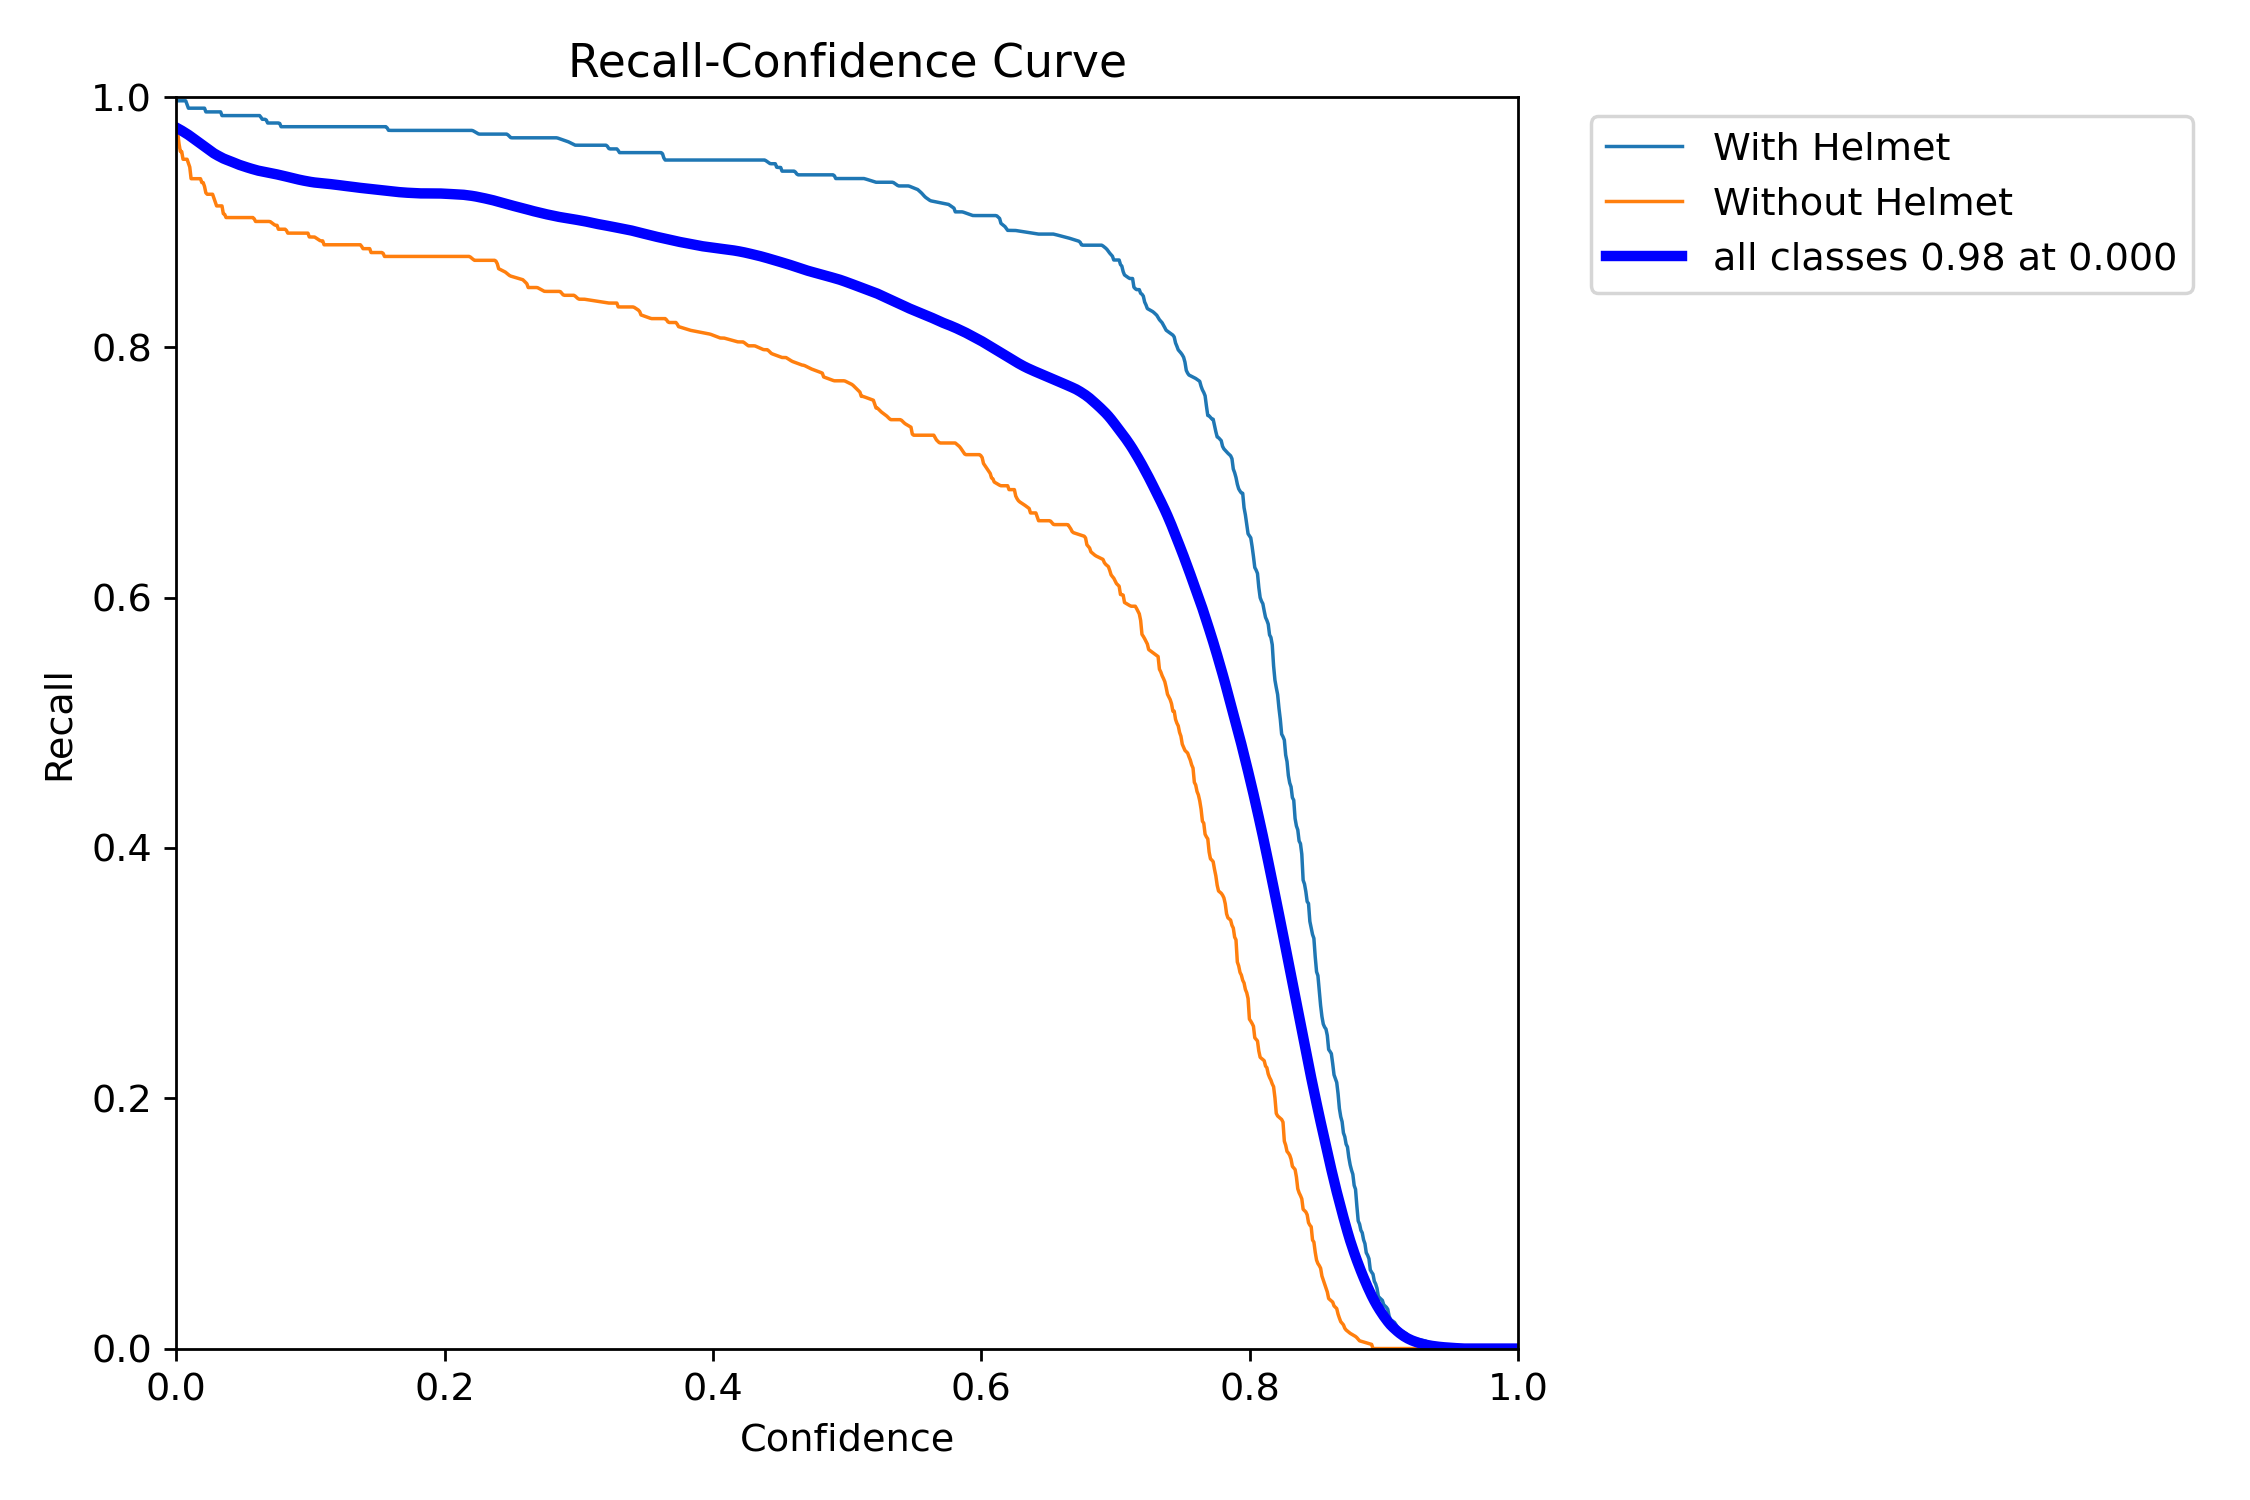 Recall-Confidence Curve
With Helmet
Without Helmet
all classes 0.98 at 0.000
1.0
0.8
0.6
0.4
0.2
0.0
Recall
0.0 0.2 0.4 0.6 0.8 1.0
Confidence